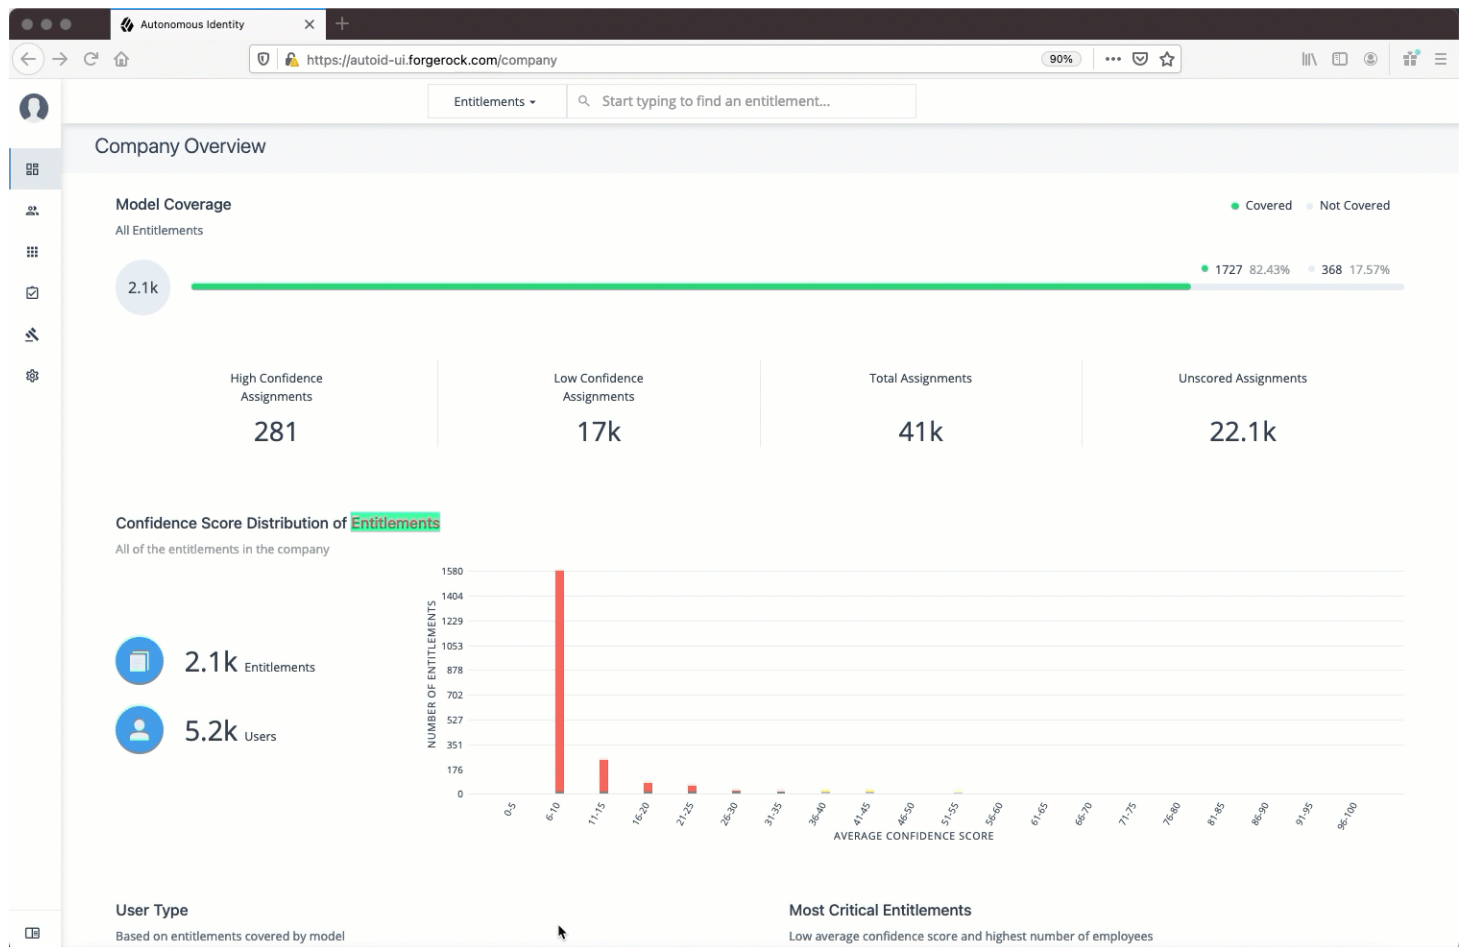 Autonomous Identity
https://autoid-ui.forgerock.com/company
90%
Entitlements
Start typing to find an entitlement...
Company Overview
Model Coverage
Covered Not Covered
All Entitlements
1727 82.43% 368 17.57%
2.1k
High Confidence
Assignments
281
Low Confidence
Assignments
17k
Total Assignments
41k
Unscored Assignments
22.1k
Confidence Score Distribution of Entitlements
All of the entitlements in the company
2.1k Entitlements
5.2k Users
NUMBER OF ENTITLEMENTS
1580
1404
1229
1053
878
702
527
351
176
0
0-5 6-10 11-15 16-20 21-25 26-30 31-35 36-40 41-45 46-50 51-55 56-60 61-65 66-70 71-75 76-80 81-85 86-90 91-95 96-100
AVERAGE CONFIDENCE SCORE
User Type
Based on entitlements covered by model
Most Critical Entitlements
Low average confidence score and highest number of employees